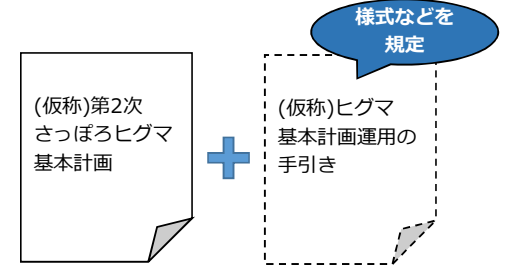 様式などを
規定
(仮称)第2次
さっぽろヒグマ
基本計画
(仮称)ヒグマ
基本計画運用の
手引き